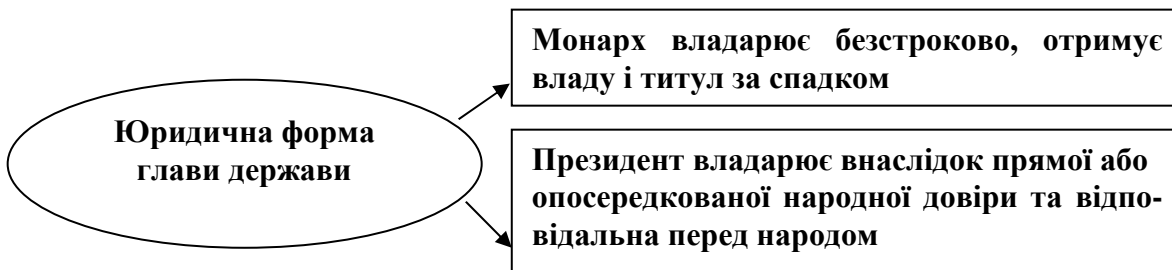 Монарх владарює безстроково, отримує
владу і титул за спадком
Юридична форма
глави держави
Президент владарює внаслідок прямої або
опосередкованої народної довіри та відпо-
відальна перед народом